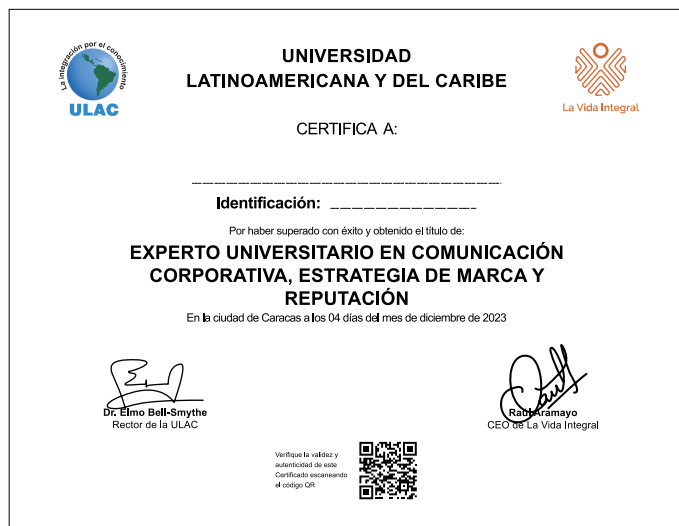 La integración por el conocimiento
ULAC
UNIVERSIDAD
LATINOAMERICANA Y DEL CARIBE
La Vida Integral
CERTIFICA A:
Identificación:
Por haber superado con éxito y obtenido el título de:
EXPERTO UNIVERSITARIO EN COMUNICACIÓN
CORPORATIVA, ESTRATEGIA DE MARCA Y
REPUTACIÓN
En la ciudad de Caracas a los 04 días del mes de diciembre de 2023
Dr. Elmo Bell-Smythe
Rector de la ULAC
Raúl Aramayo
CEO de La Vida Integral
Verifique la validez y
autenticidad de este
Certificado escaneando
el código QR